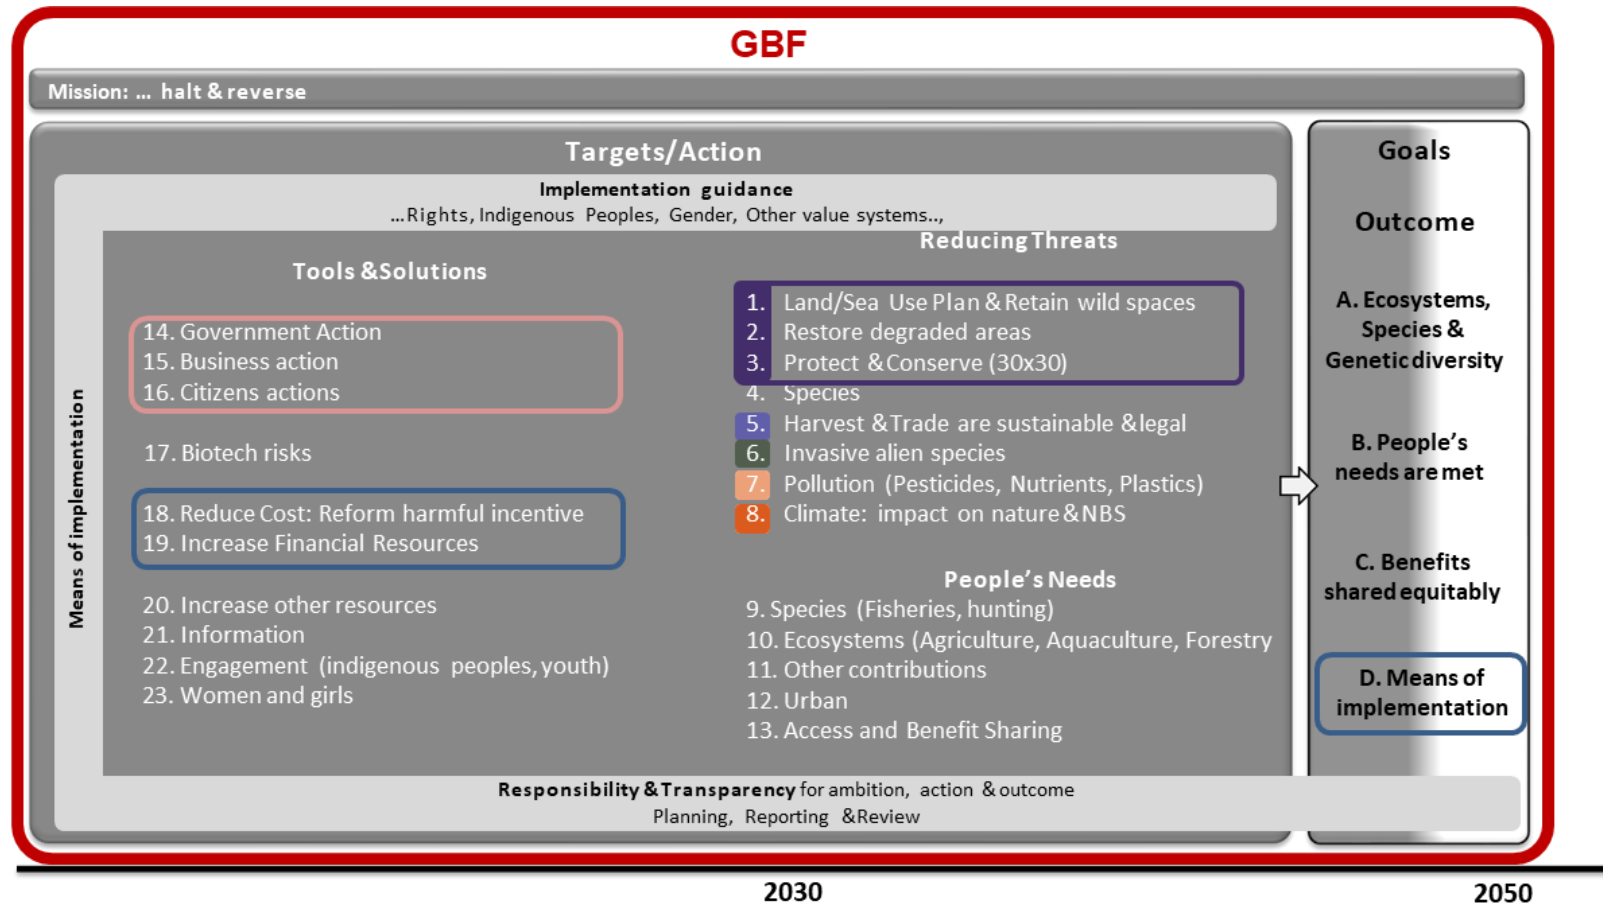 GBF
Mission: ... halt & reverse
Targets/Action
Implementation guidance
...Rights, Indigenous Peoples, Gender, Other value systems..,
Means of implementation
Tools &Solutions
14. Government Action
15. Business action
16. Citizens actions
17. Biotech risks
18. Reduce Cost: Reform harmful incentive
19. Increase Financial Resources
20. Increase other resources
21. Information
22. Engagement (indigenous peoples, youth)
23. Women and girls
Reducing Threats
1. Land/Sea Use Plan & Retain wild spaces
2. Restore degraded areas
3. Protect & Conserve (30x30)
4. Species
5. Harvest & Trade are sustainable & legal
6. Invasive alien species
7. Pollution (Pesticides, Nutrients, Plastics)
8. Climate: impact on nature & NBS
People's Needs
9. Species (Fisheries, hunting)
10. Ecosystems (Agriculture, Aquaculture, Forestry
11. Other contributions
12. Urban
13. Access and Benefit Sharing
Goals
Outcome
A. Ecosystems,
Species &
Genetic diversity
B. People's
needs are met
C. Benefits
shared equitably
D. Means of
implementation
Responsibility & Transparency for ambition, action & outcome
Planning, Reporting &Review
2030
2050